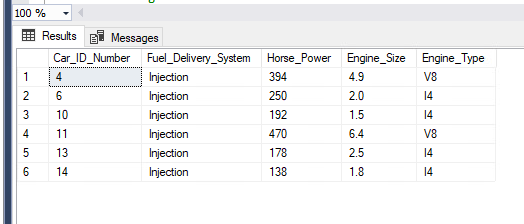 100 %
Results Messages
Car_ID_Number Fuel_Delivery_System Horse_Power Engine_Size Engine_Type
1 4 Injection 394 4.9 V8
2 6 Injection 250 2.0 I4
3 10 Injection 192 1.5 I4
4 11 Injection 470 6.4 V8
5 13 Injection 178 2.5 I4
6 14 Injection 138 1.8 I4